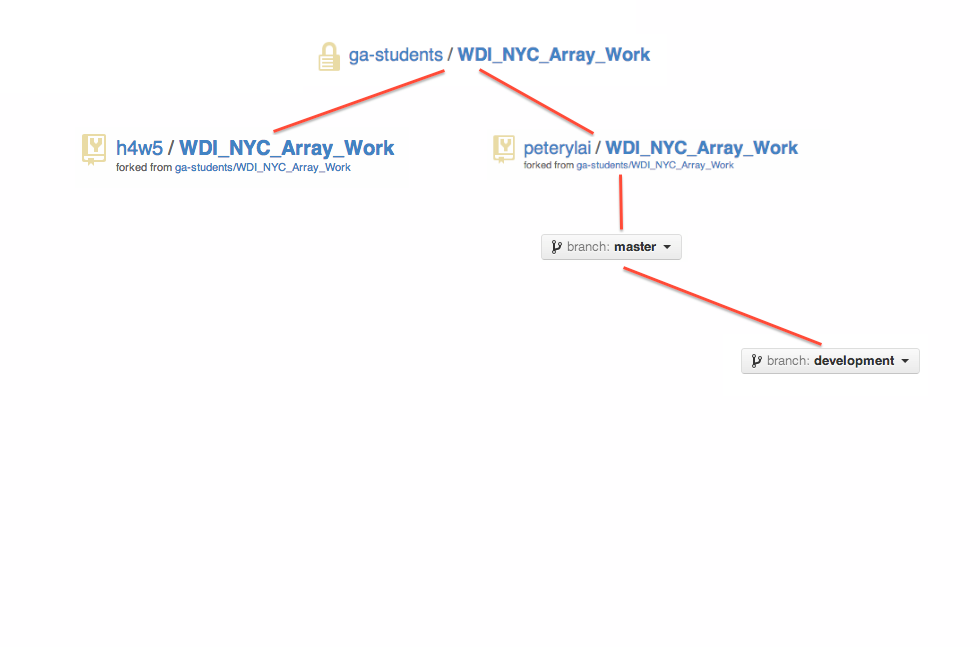 ga-students / WDI_NYC_Array_Work
h4w5 / WDI_NYC_Array_Work
forked from ga-students/WDI_NYC_Array_Work
peterylai / WDI_NYC_Array_Work
forked from ga-students/WDI_NYC_Array_Work
branch: master
branch: development